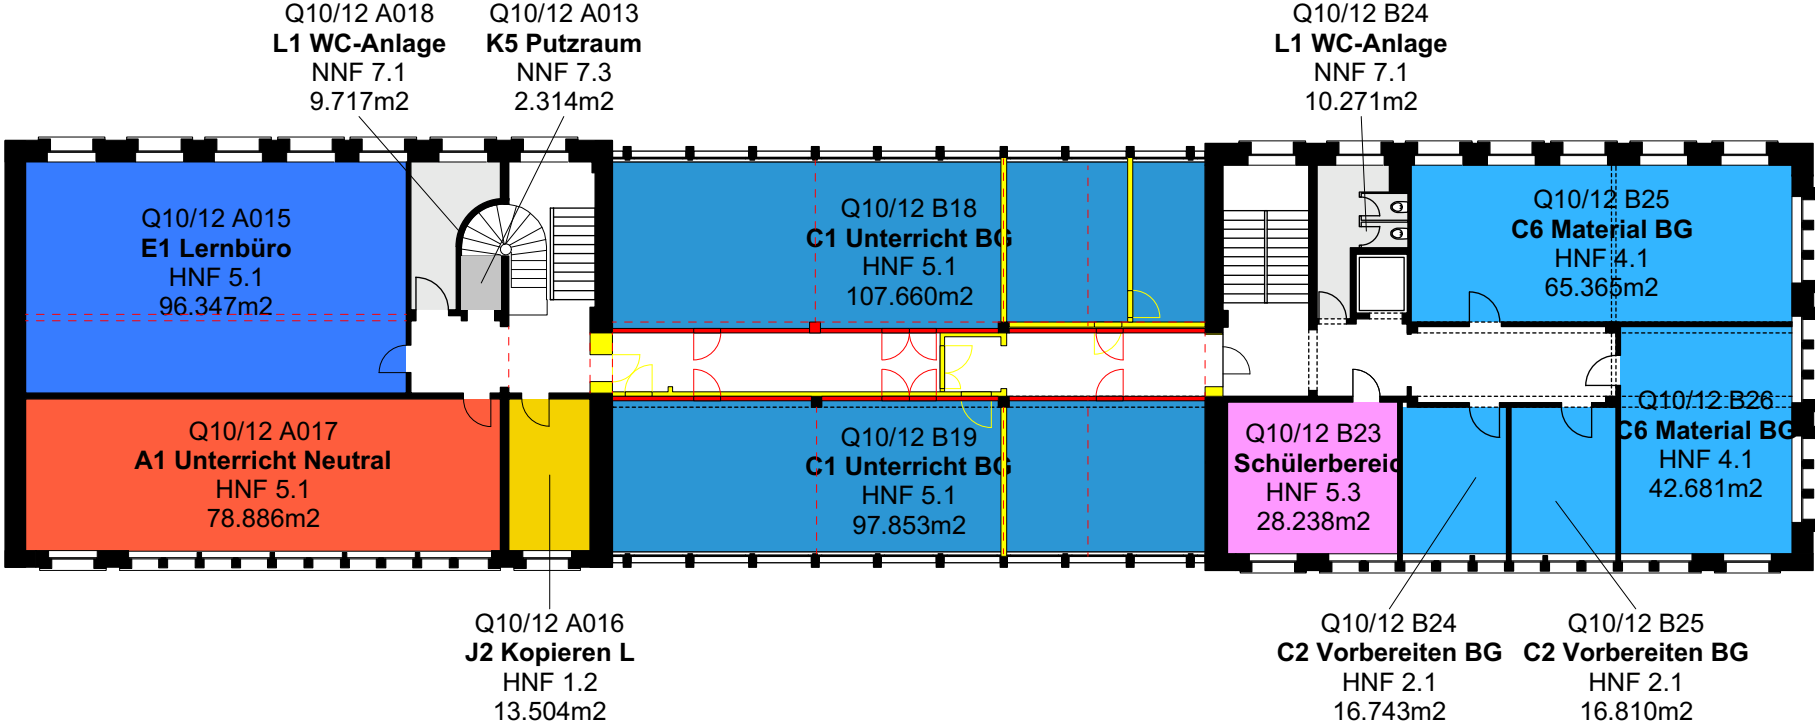 Q10/12 A018
L1 WC-Anlage
NNF 7.1
9.717m2
Q10/12 A013
K5 Putzraum
NNF 7.3
2.314m2
Q10/12 B24
L1 WC-Anlage
NNF 7.1
10.271m2
Q10/12 A015
E1 Lernbüro
HNF 5.1
96.347m2
Q10/12 B18
C1 Unterricht BG
HNF 5.1
107.660m2
Q10/12 B25
C6 Material BG
HNF 4.1
65.365m2
Q10/12 A017
A1 Unterricht Neutral
HNF 5.1
78.886m2
Q10/12 B19
C1 Unterricht BG
HNF 5.1
97.853m2
Q10/12 B23
Schülerbereic
HNF 5.3
28.238m2
Q10/12 B26
C6 Material BG
HNF 4.1
42.681m2
Q10/12 A016
J2 Kopieren L
HNF 1.2
13.504m2
Q10/12 B24
C2 Vorbereiten BG
HNF 2.1
16.743m2
Q10/12 B25
C2 Vorbereiten BG
HNF 2.1
16.810m2